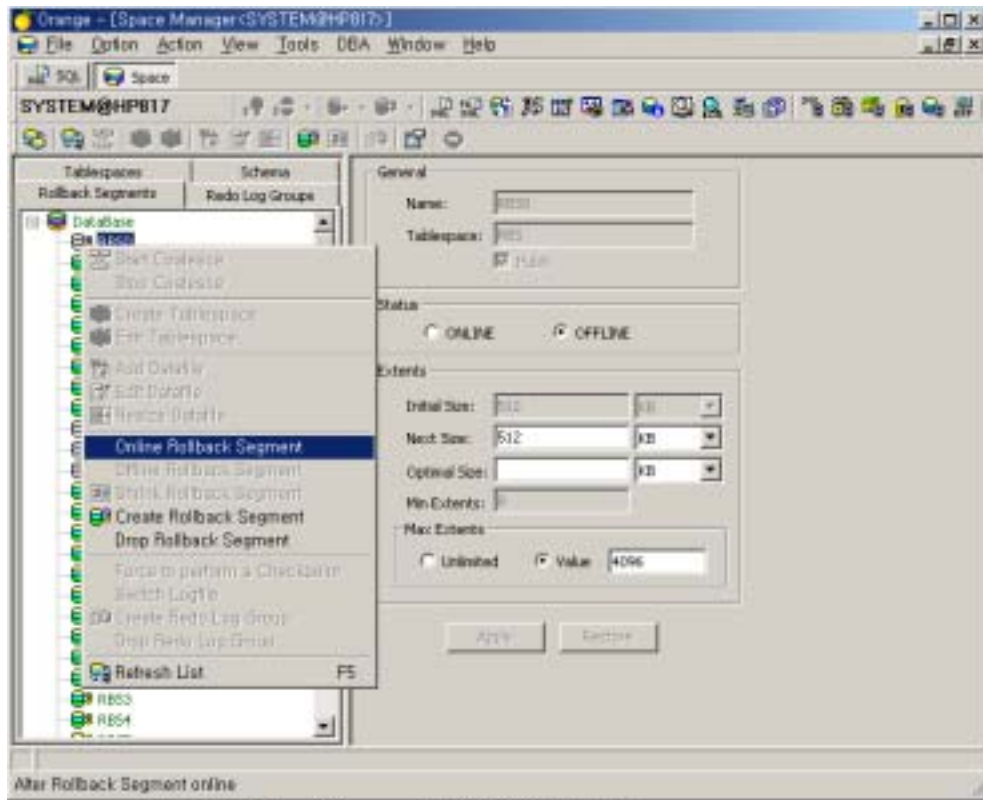 Orange - [Space Manager<SYSTEM@HP817>]
File Option Action View Tools DBA Window Help
SQL Space
SYSTEM@HP817
Tablespaces Schema
Rollback Segments Redo Log Groups
DataBase
Start Coalesce
Stop Coalesce
Create Tablespace
Edit Tablespace
Add Datafile
Edit Datafile
Resize Datafile
Online Rollback Segment
Offline Rollback Segment
Shrink Rollback Segment
Create Rollback Segment
Drop Rollback Segment
Force to perform a Checkpoint
Switch Logfile
Create Redo Log Group
Drop Redo Log Group
Refresh List F5
RBS3
RBS4
General
Name:
Tablespace: RBS
Public
Status
ONLINE OFFLINE
Extents
Initial Size: 512 KB
Next Size: 512 KB
Optimal Size: KB
Min Extents:
Max Extents
Unlimited Value 4096
Apply Restore
Alter Rollback Segment online